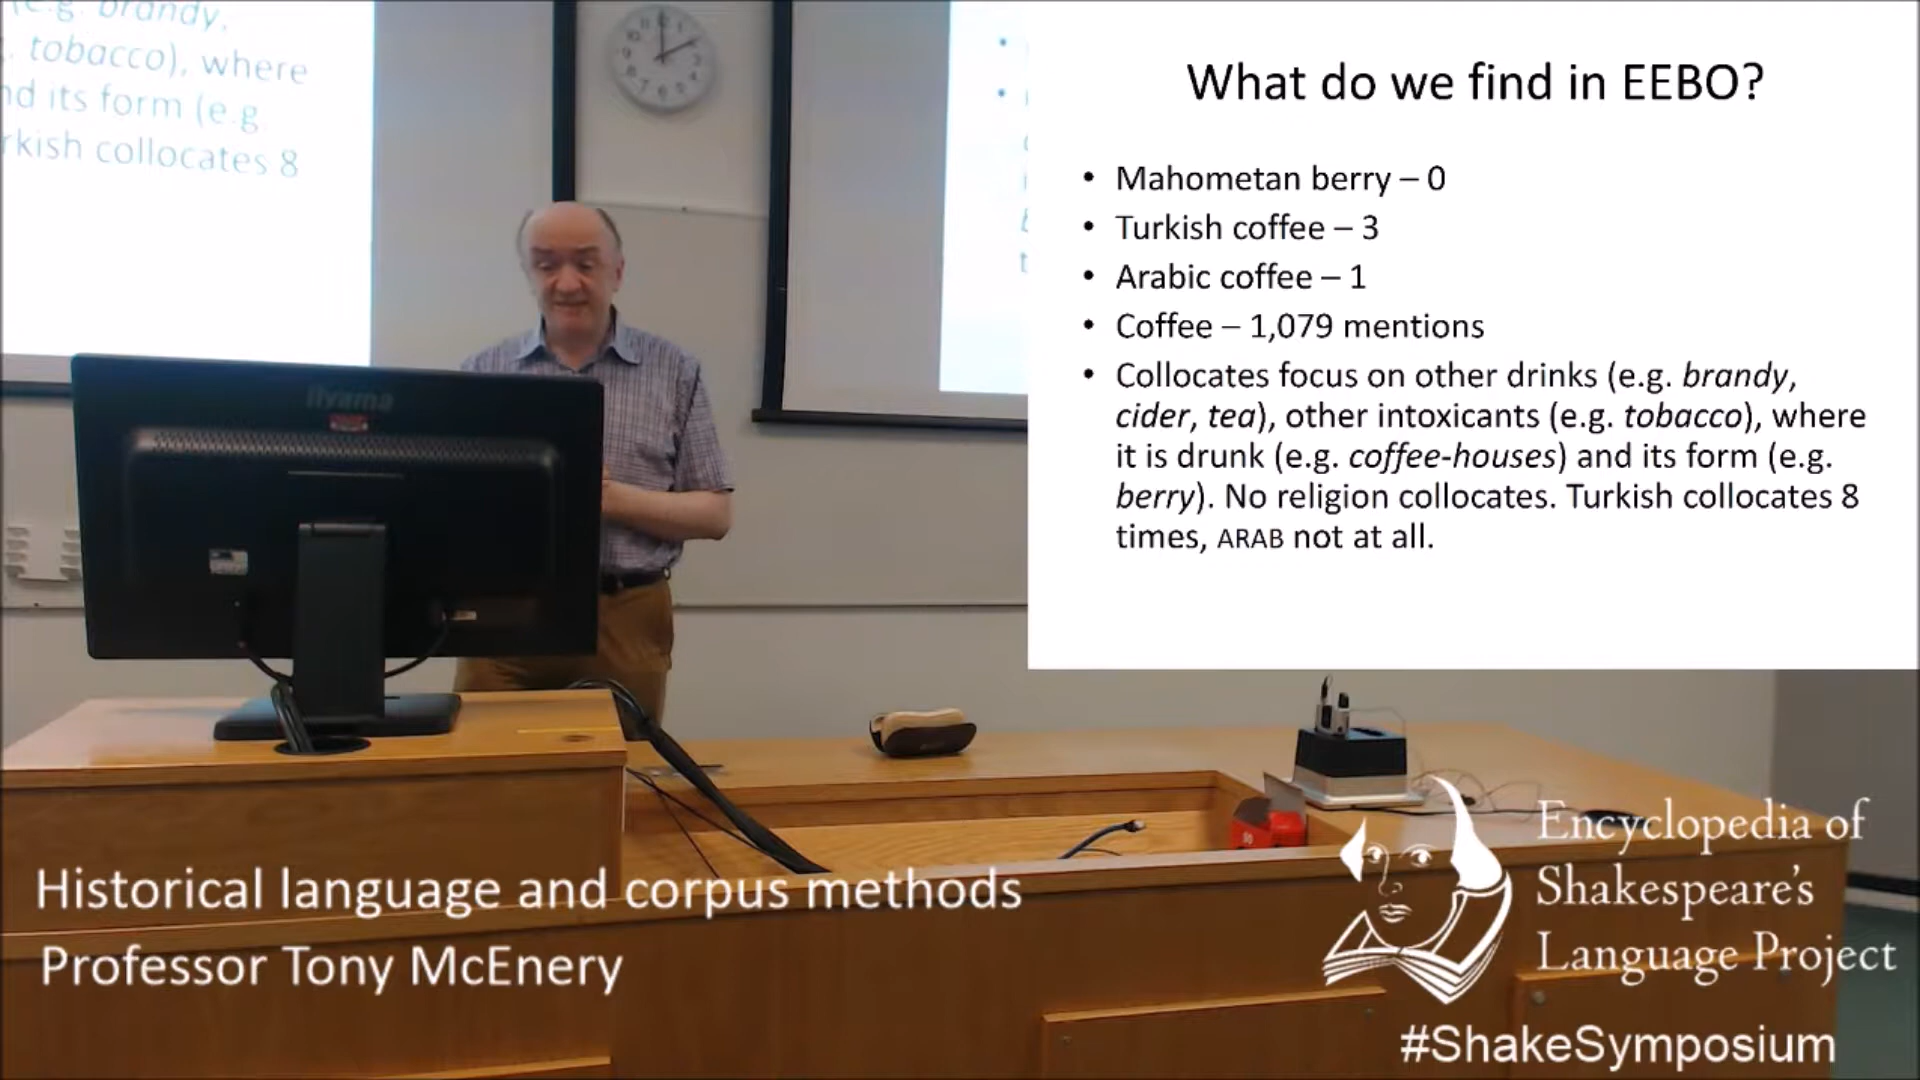 (e.g. brandy,
. tobacco), where
nd its form (e.g.
rkish collocates 8
What do we find in EEBO?
• Mahometan berry – 0
• Turkish coffee – 3
• Arabic coffee – 1
• Coffee – 1,079 mentions
• Collocates focus on other drinks (e.g. brandy,
cider, tea), other intoxicants (e.g. tobacco), where
it is drunk (e.g. coffee-houses) and its form (e.g.
berry). No religion collocates. Turkish collocates 8
times, ARAB not at all.
iiyama
Historical language and corpus methods
Professor Tony McEnery
Encyclopedia of
Shakespeare's
Language Project
#ShakeSymposium